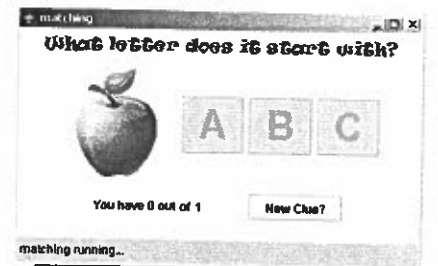 matching
What letter does it start with?
A B C
You have 0 out of 1
New Clue?
matching running...